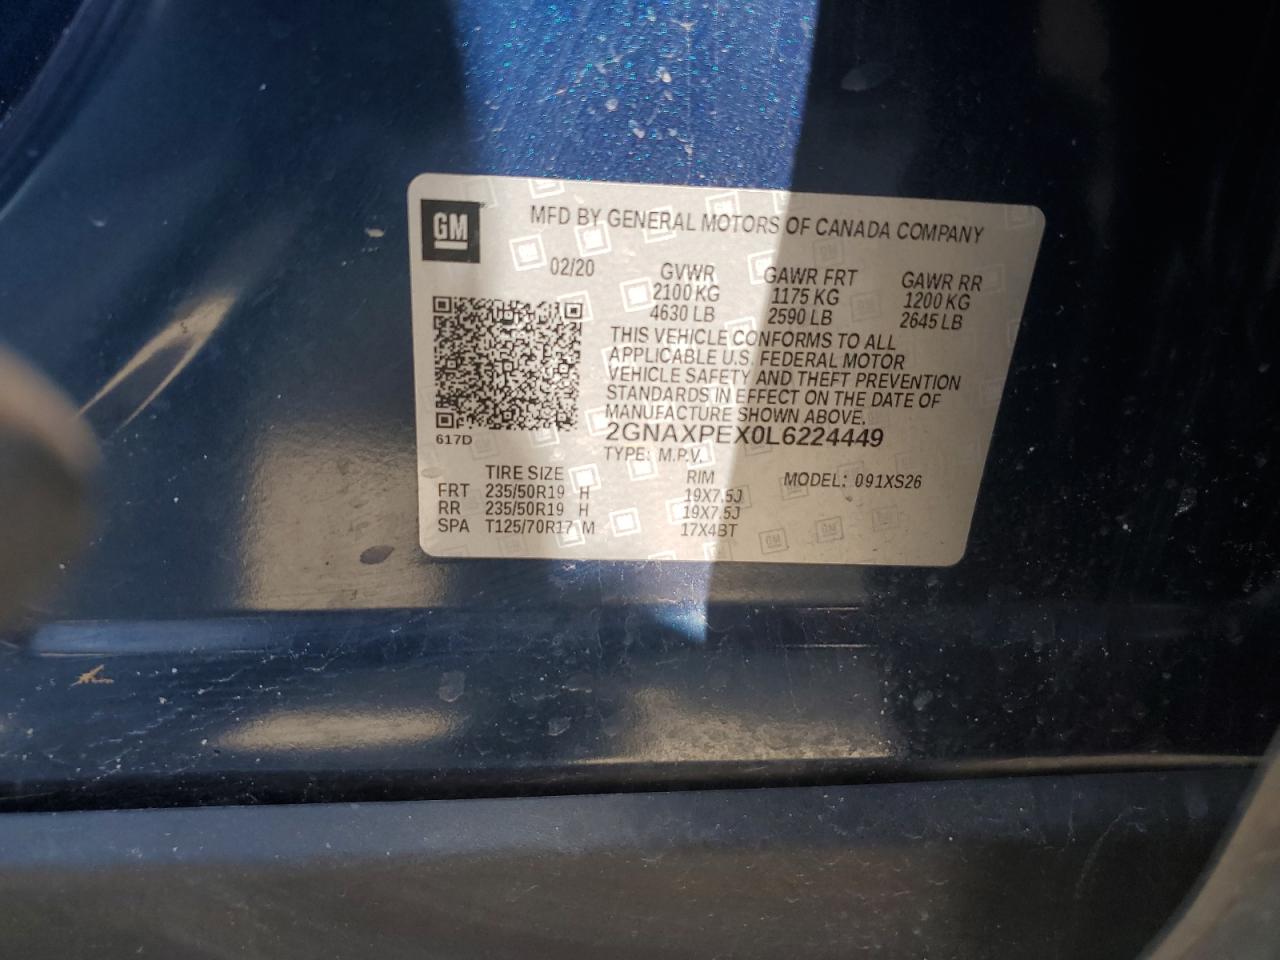 GM
MFD BY GENERAL MOTORS OF CANADA COMPANY
02/20 GVWR GAWR FRT GAWR RR
2100 KG 1175 KG 1200 KG
4630 LB 2590 LB 2645 LB
THIS VEHICLE CONFORMS TO ALL
APPLICABLE U.S. FEDERAL MOTOR
VEHICLE SAFETY AND THEFT PREVENTION
STANDARDS IN EFFECT ON THE DATE OF
MANUFACTURE SHOWN ABOVE.
617D
2GNAXPEX0L6224449
TYPE: M.P.V.
TIRE SIZE RIM MODEL: 091XS26
FRT 235/50R19 H 19X7.5J
RR 235/50R19 H 19X7.5J
SPA T125/70R17 M 17X4BT